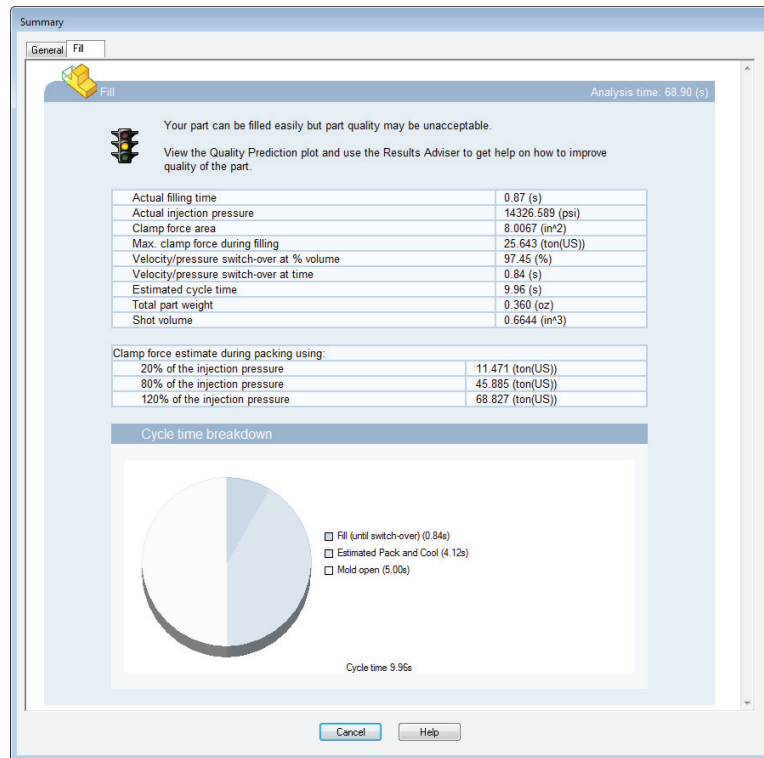 Summary
General Fill
Fill Analysis time: 68.90 (s)
Your part can be filled easily but part quality may be unacceptable.
View the Quality Prediction plot and use the Results Adviser to get help on how to improve
quality of the part.
Actual filling time 0.87 (s)
Actual injection pressure 14326.589 (psi)
Clamp force area 8.0067 (in^2)
Max. clamp force during filling 25.643 (ton(US))
Velocity/pressure switch-over at % volume 97.45 (%)
Velocity/pressure switch-over at time 0.84 (s)
Estimated cycle time 9.96 (s)
Total part weight 0.360 (oz)
Shot volume 0.6644 (in^3)
Clamp force estimate during packing using:
20% of the injection pressure 11.471 (ton(US))
80% of the injection pressure 45.885 (ton(US))
120% of the injection pressure 68.827 (ton(US))
Cycle time breakdown
Fill (until switch-over) (0.84s)
Estimated Pack and Cool (4.12s)
Mold open (5.00s)
Cycle time 9.96s
Cancel Help